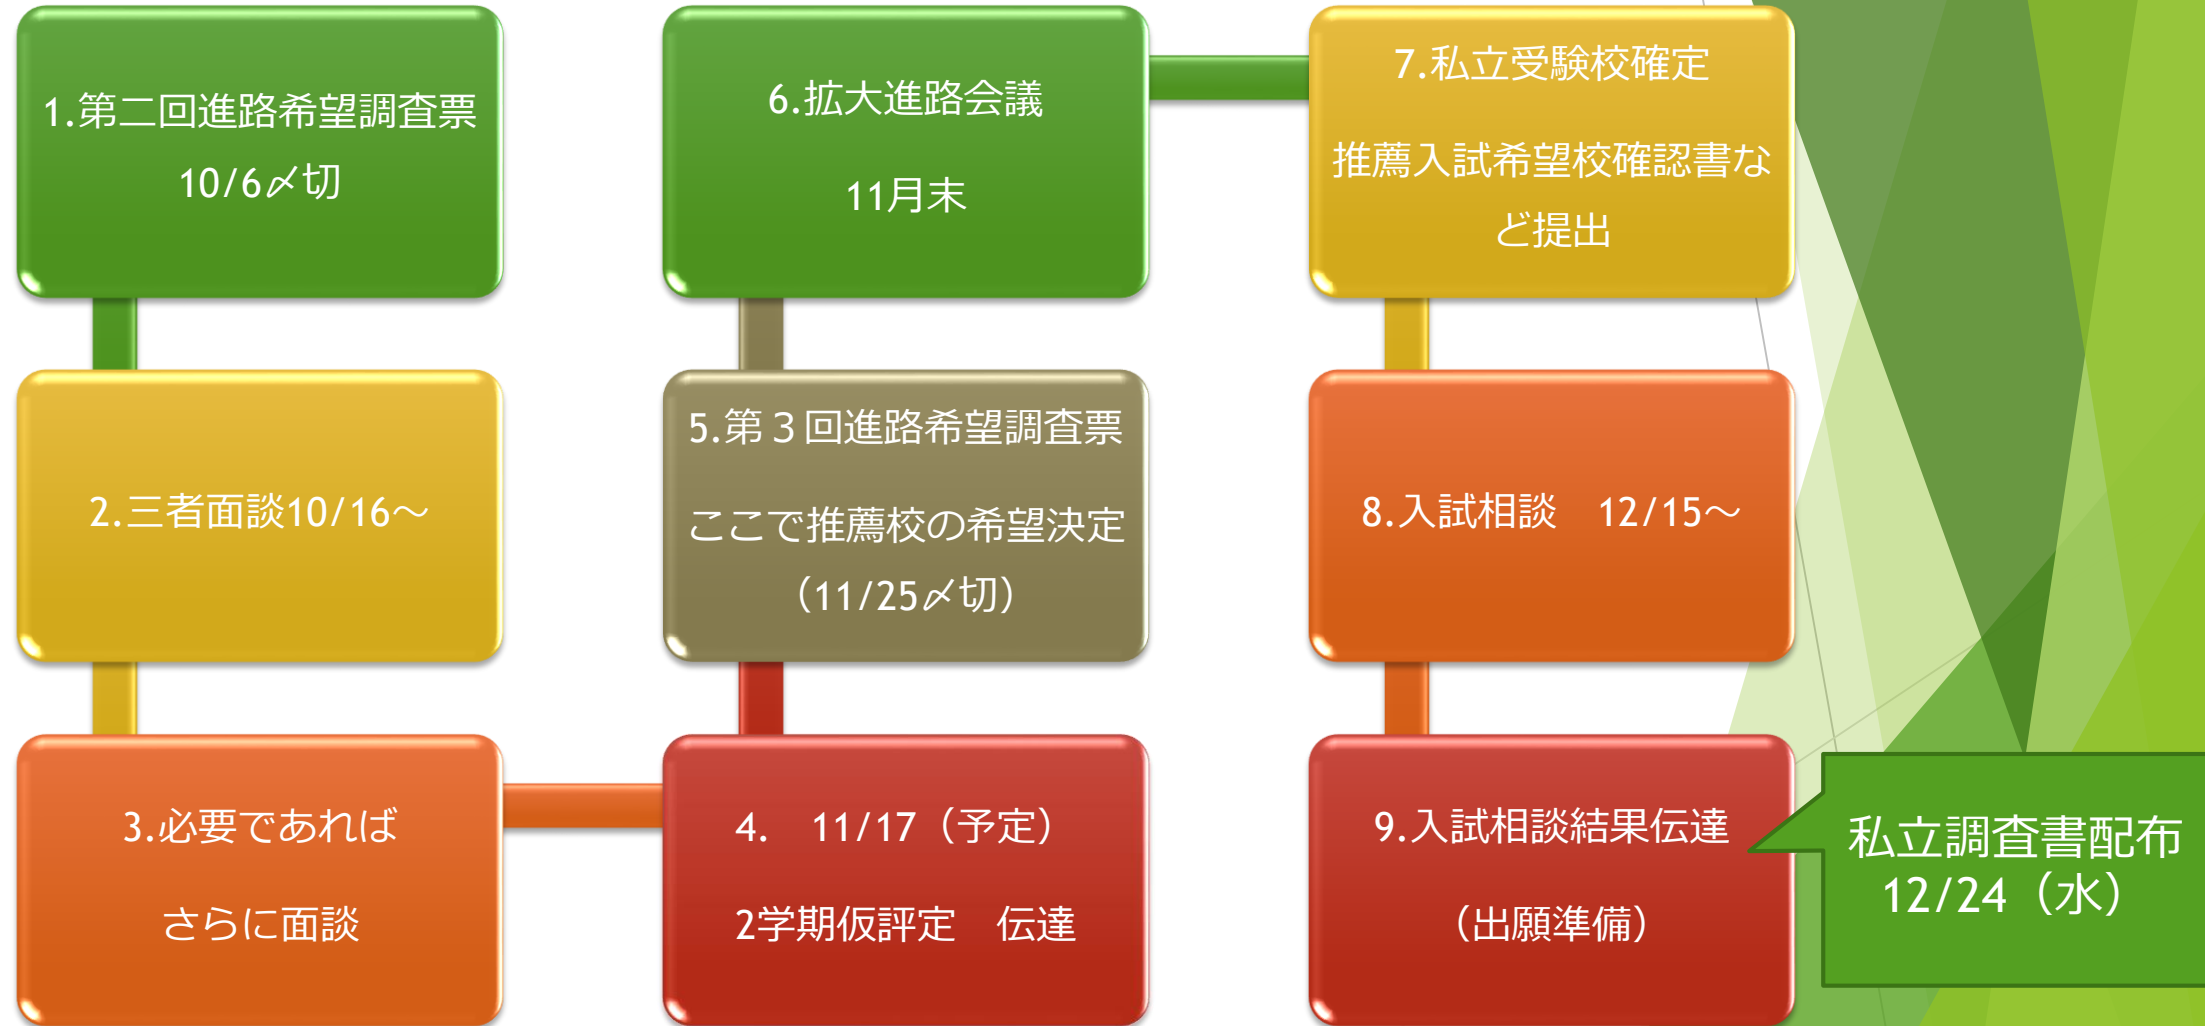 1.第二回進路希望調査票
10/6〆切
2.三者面談10/16～
3.必要であれば
さらに面談
4.　11/17（予定）
2学期仮評定　伝達
5.第３回進路希望調査票
ここで推薦校の希望決定
（11/25〆切）
6.拡大進路会議
11月末
7.私立受験校確定
推薦入試希望校確認書な
ど提出
8.入試相談　12/15～
9.入試相談結果伝達
（出願準備）
私立調査書配布
12/24（水）